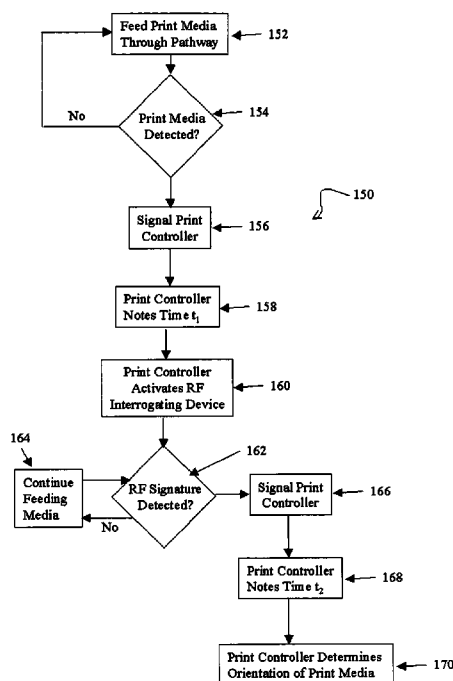 Feed Print Media
Through Pathway
152
154
No
Print Media
Detected?
150
Signal Print
Controller
156
Print Controller
Notes Time t₁
158
Print Controller
Activates RF
Interrogating Device
160
164
162
Continue
Feeding
Media
RF Signature
Detected?
Signal Print
Controller
166
No
Print Controller
Notes Time t₂
168
Print Controller Determines
Orientation of Print Media
170